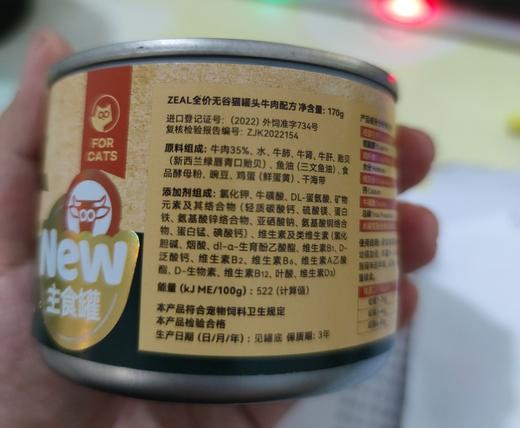 ZEAL全价无谷猫罐头牛肉配方 净含量: 170g
进口登记证号: (2022) 外饲准字734号
复核检验报告编号: ZJK2022154
原料组成: 牛肉35%、水、牛肺、牛肾、牛肝、贻贝
(新西兰绿唇青口贻贝)、鱼油 (三文鱼油)、食
品酵母粉、豌豆、鸡蛋 (鲜蛋黄) 、干海带
添加剂组成: 氯化钾、牛磺酸、DL-蛋氨酸、矿物
元素及其络合物 (轻质碳酸钙、硫酸镁、蛋白
铁、氨基酸锌络合物、亚硒酸钠、氨基酸铜络合
物、蛋白锰、碘酸钙) 、维生素及类维生素 (氯化
胆碱、烟酸、dl-α-生育酚乙酸酯、维生素B1、D-
泛酸钙、维生素B2、维生素B6、维生素A乙酸
酯、D-生物素、维生素B12、叶酸、维生素D3)
能量 (kJ ME/100g) : 522 (计算值)
本产品符合宠物饲料卫生规定
本产品检验合格
生产日期 (日/月/年) : 见罐底 保质期: 3年
FOR
CATS
New
主食罐